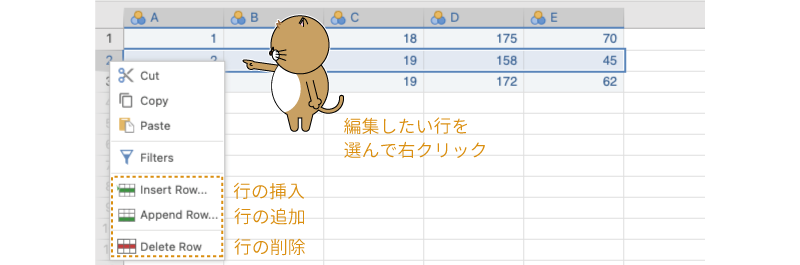 A B C D E
1 1 18 175 70
2 2 19 158 45
3 19 172 62
Cut
Copy
Paste
Filters
Insert Row...
Append Row...
Delete Row
編集したい行を
選んで右クリック
行の挿入
行の追加
行の削除